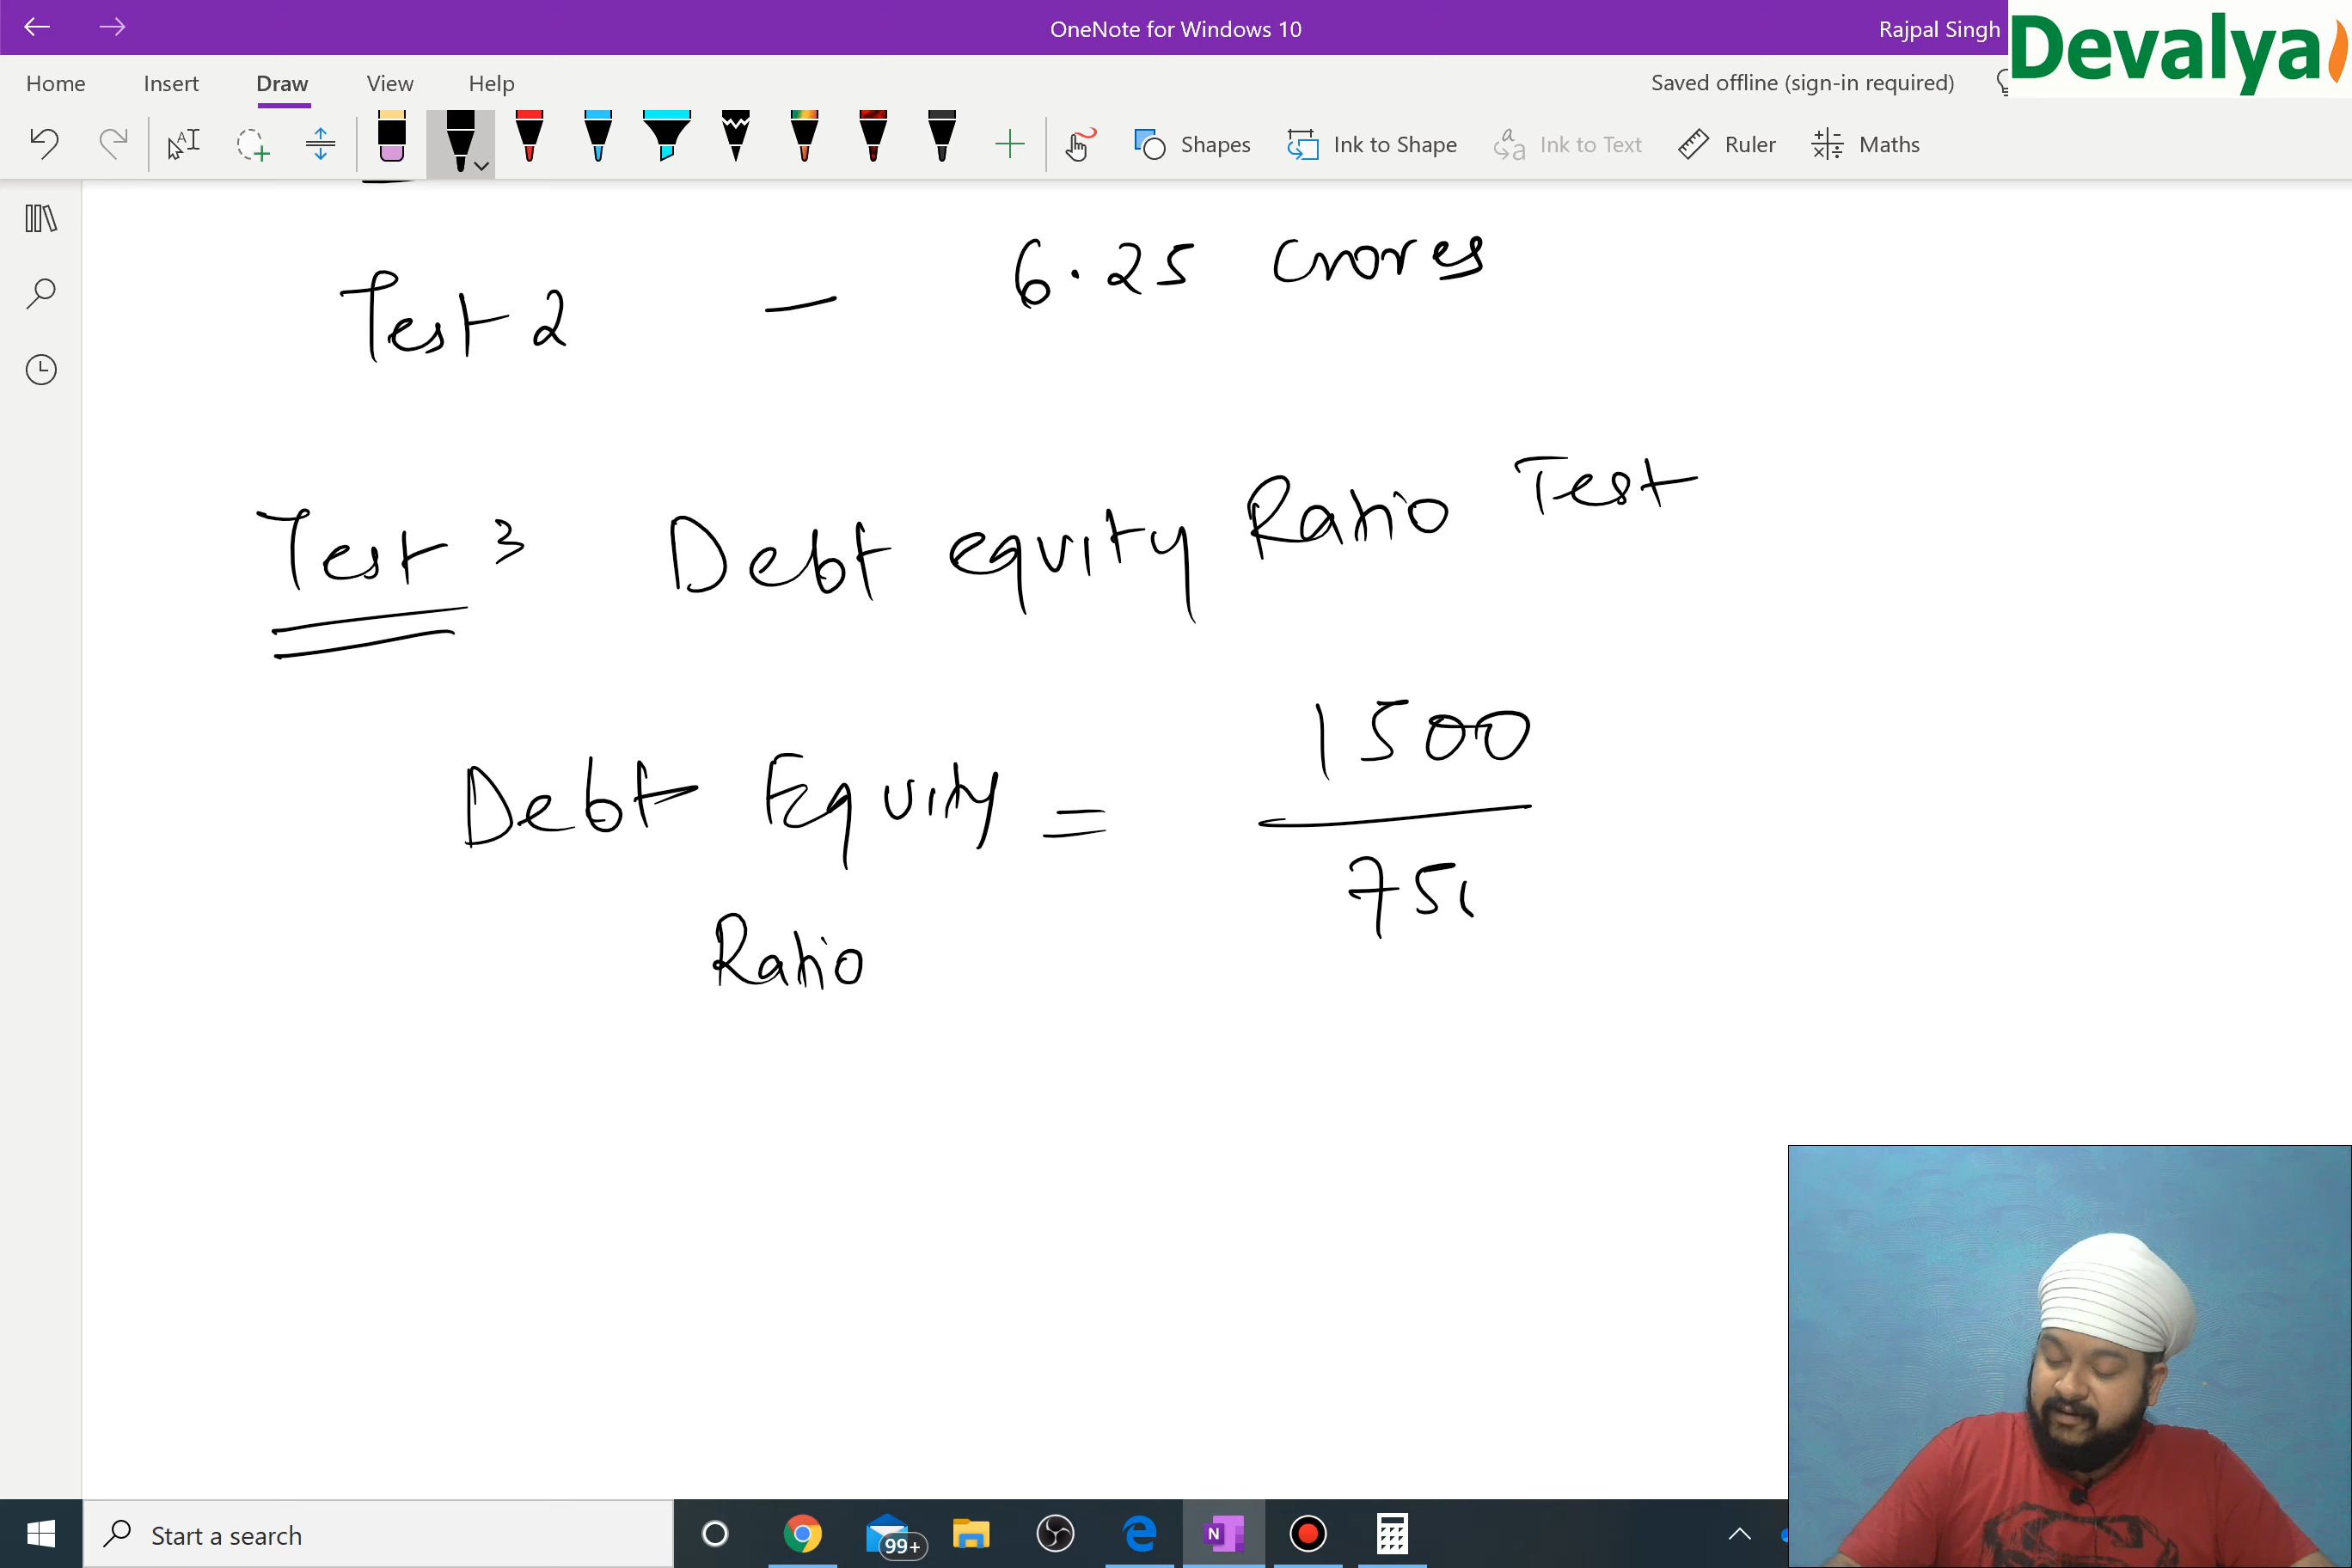 OneNote for Windows 10
Rajpal Singh
Devalya
Home Insert Draw View Help
Saved offline (sign-in required)
Shapes Ink to Shape Ink to Text Ruler Maths
Test 2 — 6.25 crores
Test 3 Debt equity Ratio Test
Debt Equity = 1500
75
Ratio
Start a search
99+